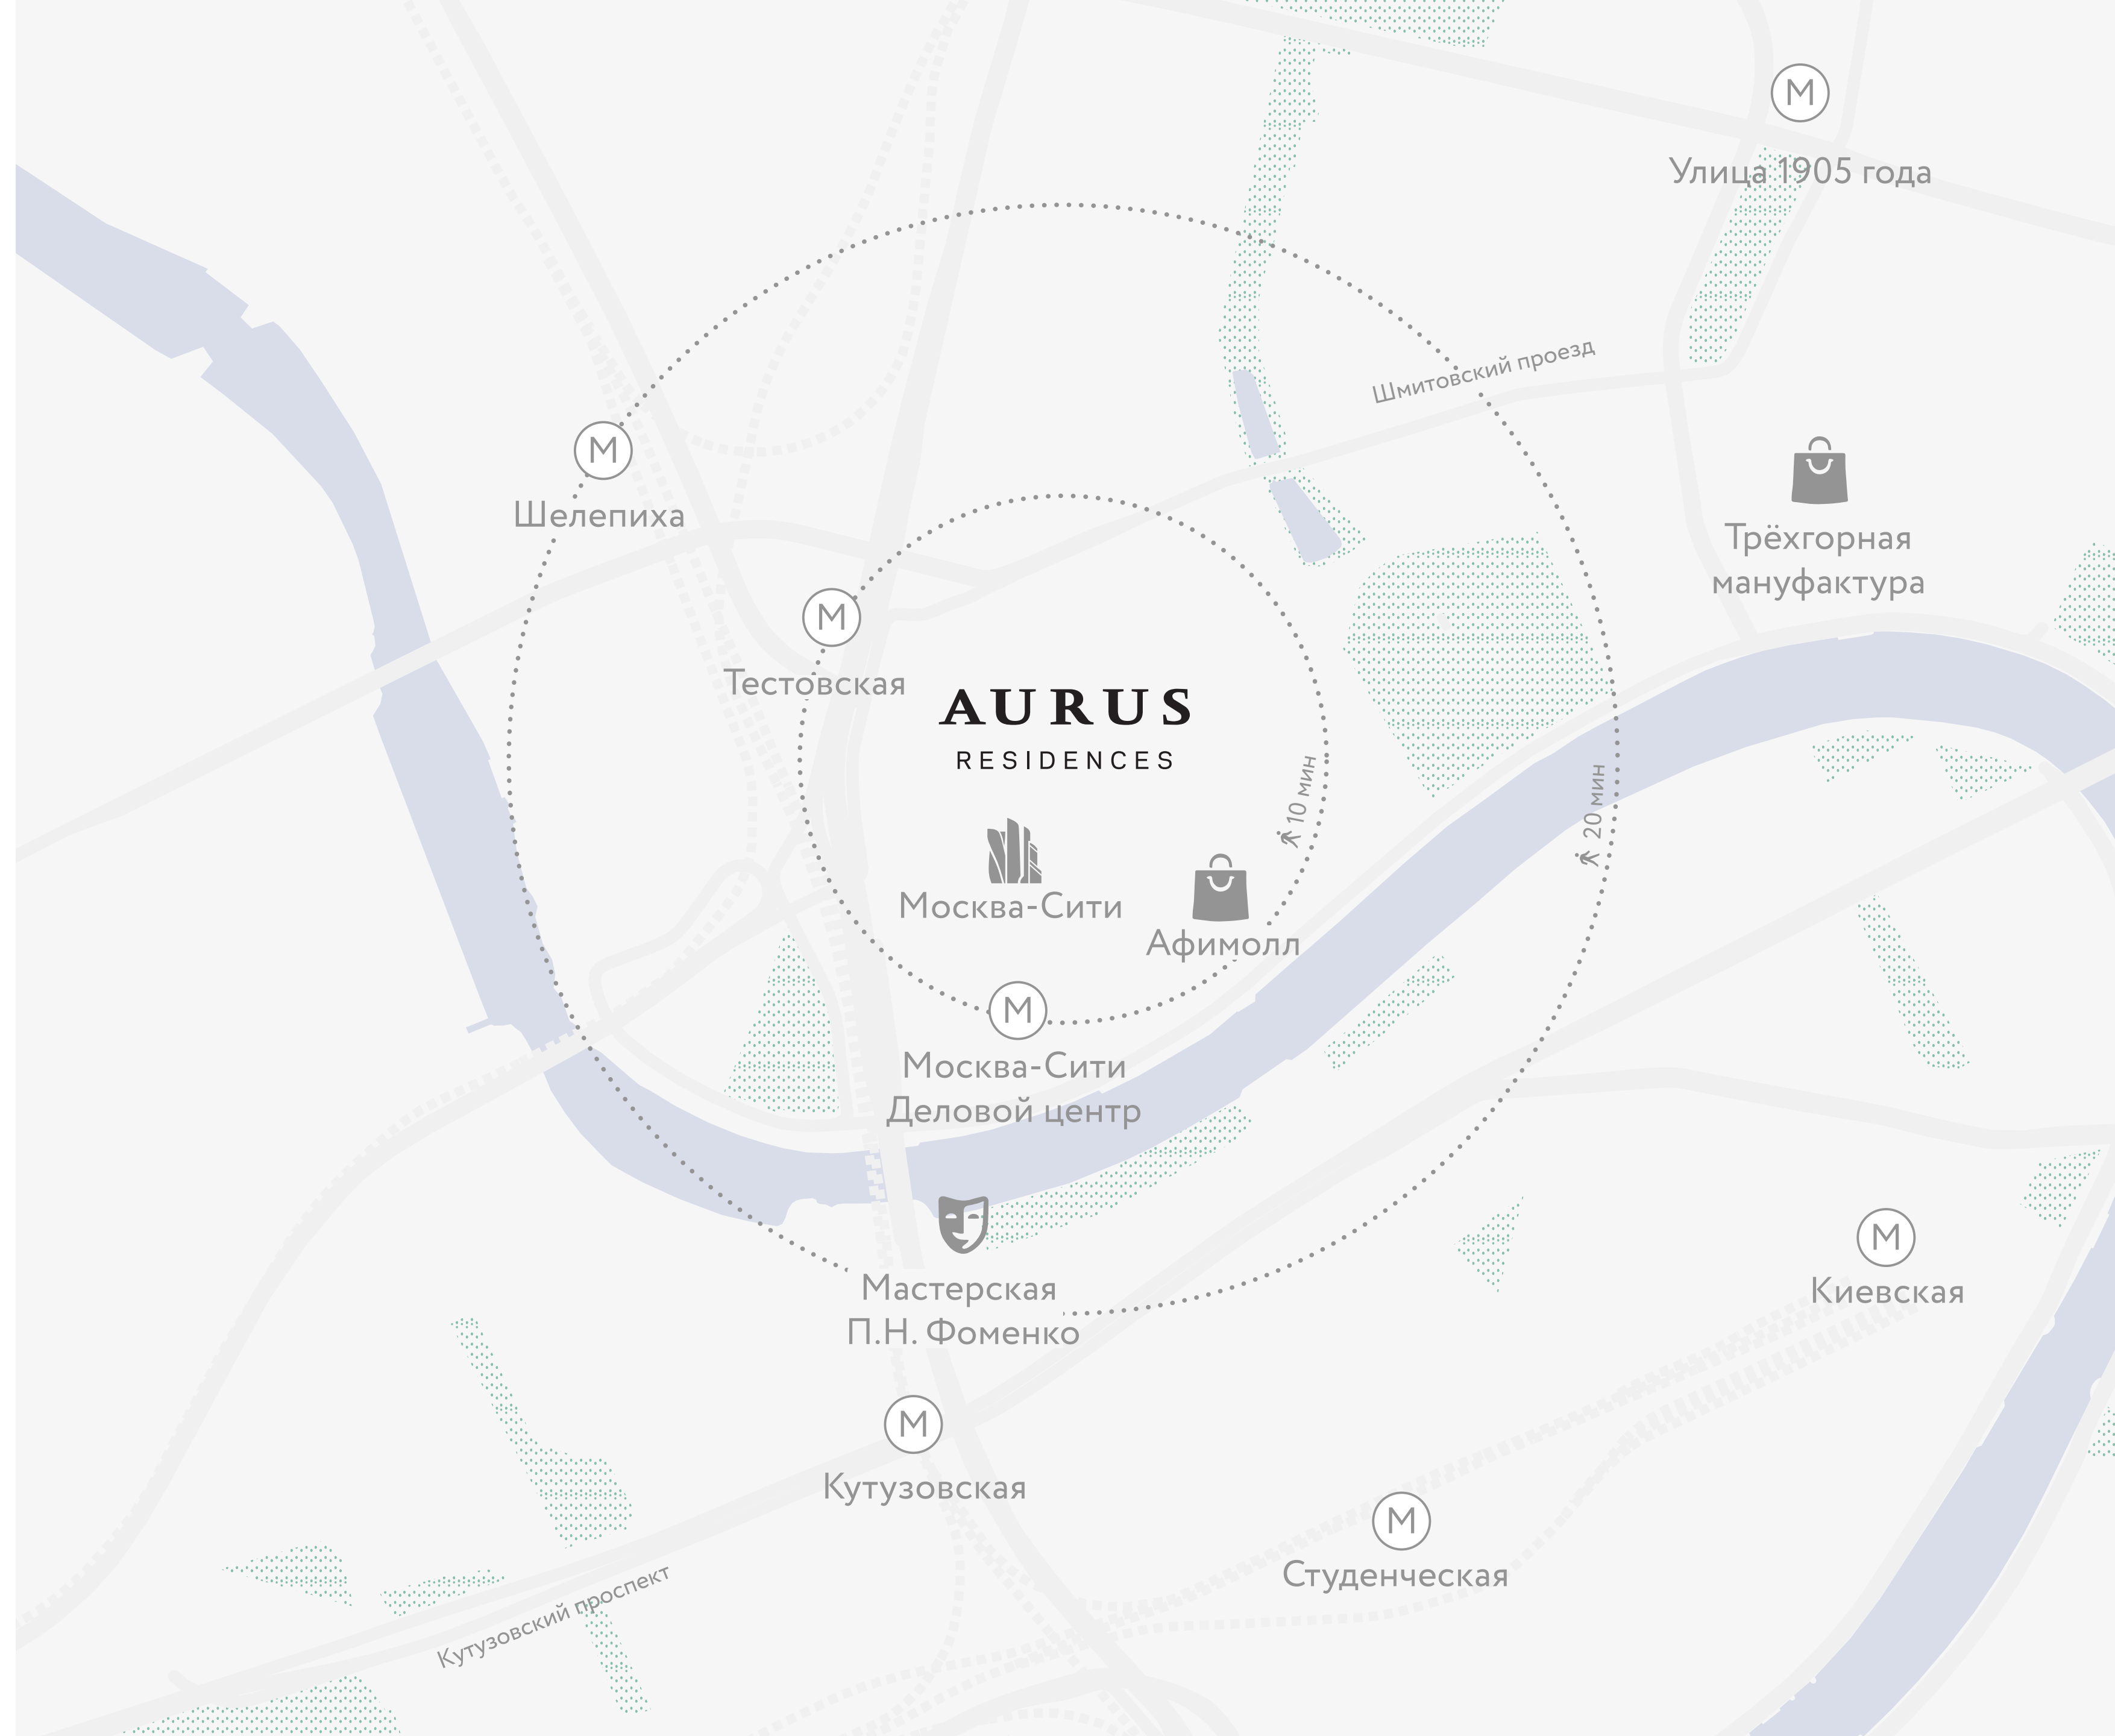 М
Улица 1905 года
Шмитовский проезд
М
Шелепиха
Трёхгорная
мануфактура
М
Тестовская
AURUS
RESIDENCES
10 мин
20 мин
Москва-Сити
Афимолл
М
Москва-Сити
Деловой центр
М
Киевская
Мастерская
П.Н. Фоменко
М
Кутузовская
М
Студенческая
Кутузовский проспект